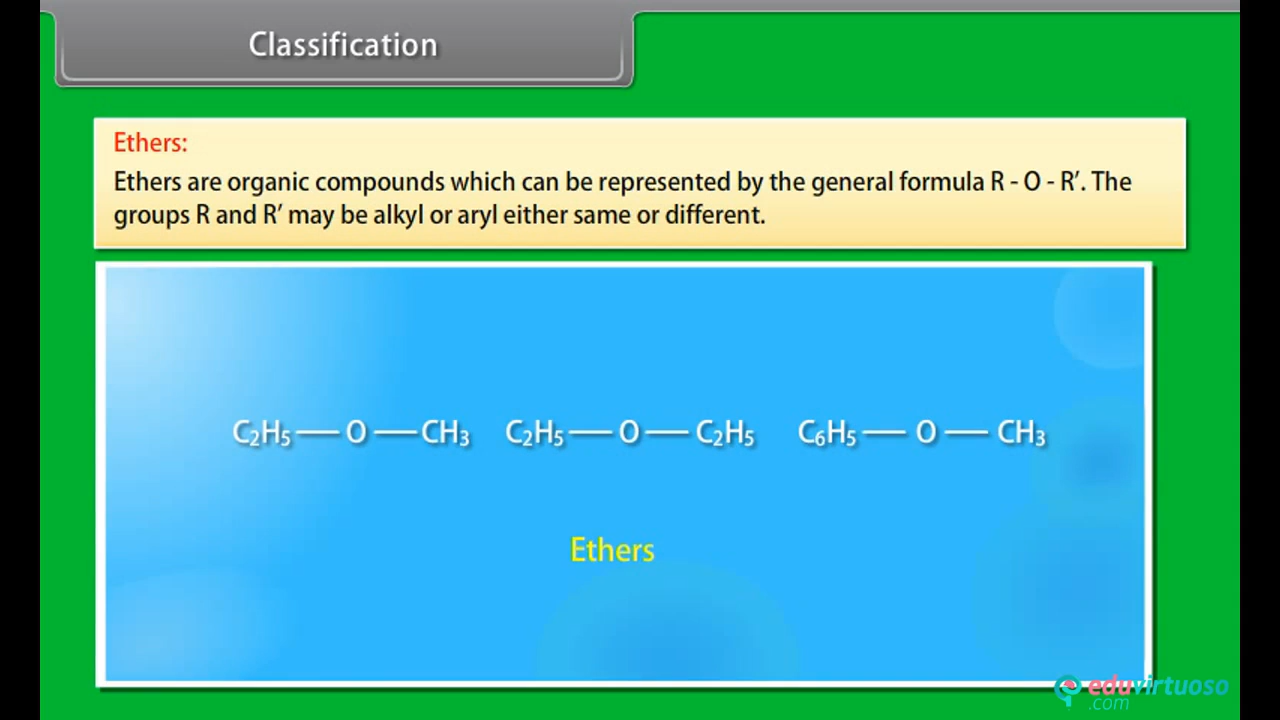 Classification
Ethers:
Ethers are organic compounds which can be represented by the general formula R - O - R′. The
groups R and R′ may be alkyl or aryl either same or different.
C₂H₅ — O — CH₃ C₂H₅ — O — C₂H₅ C₆H₅ — O — CH₃
Ethers
eduvirtuoso
.com